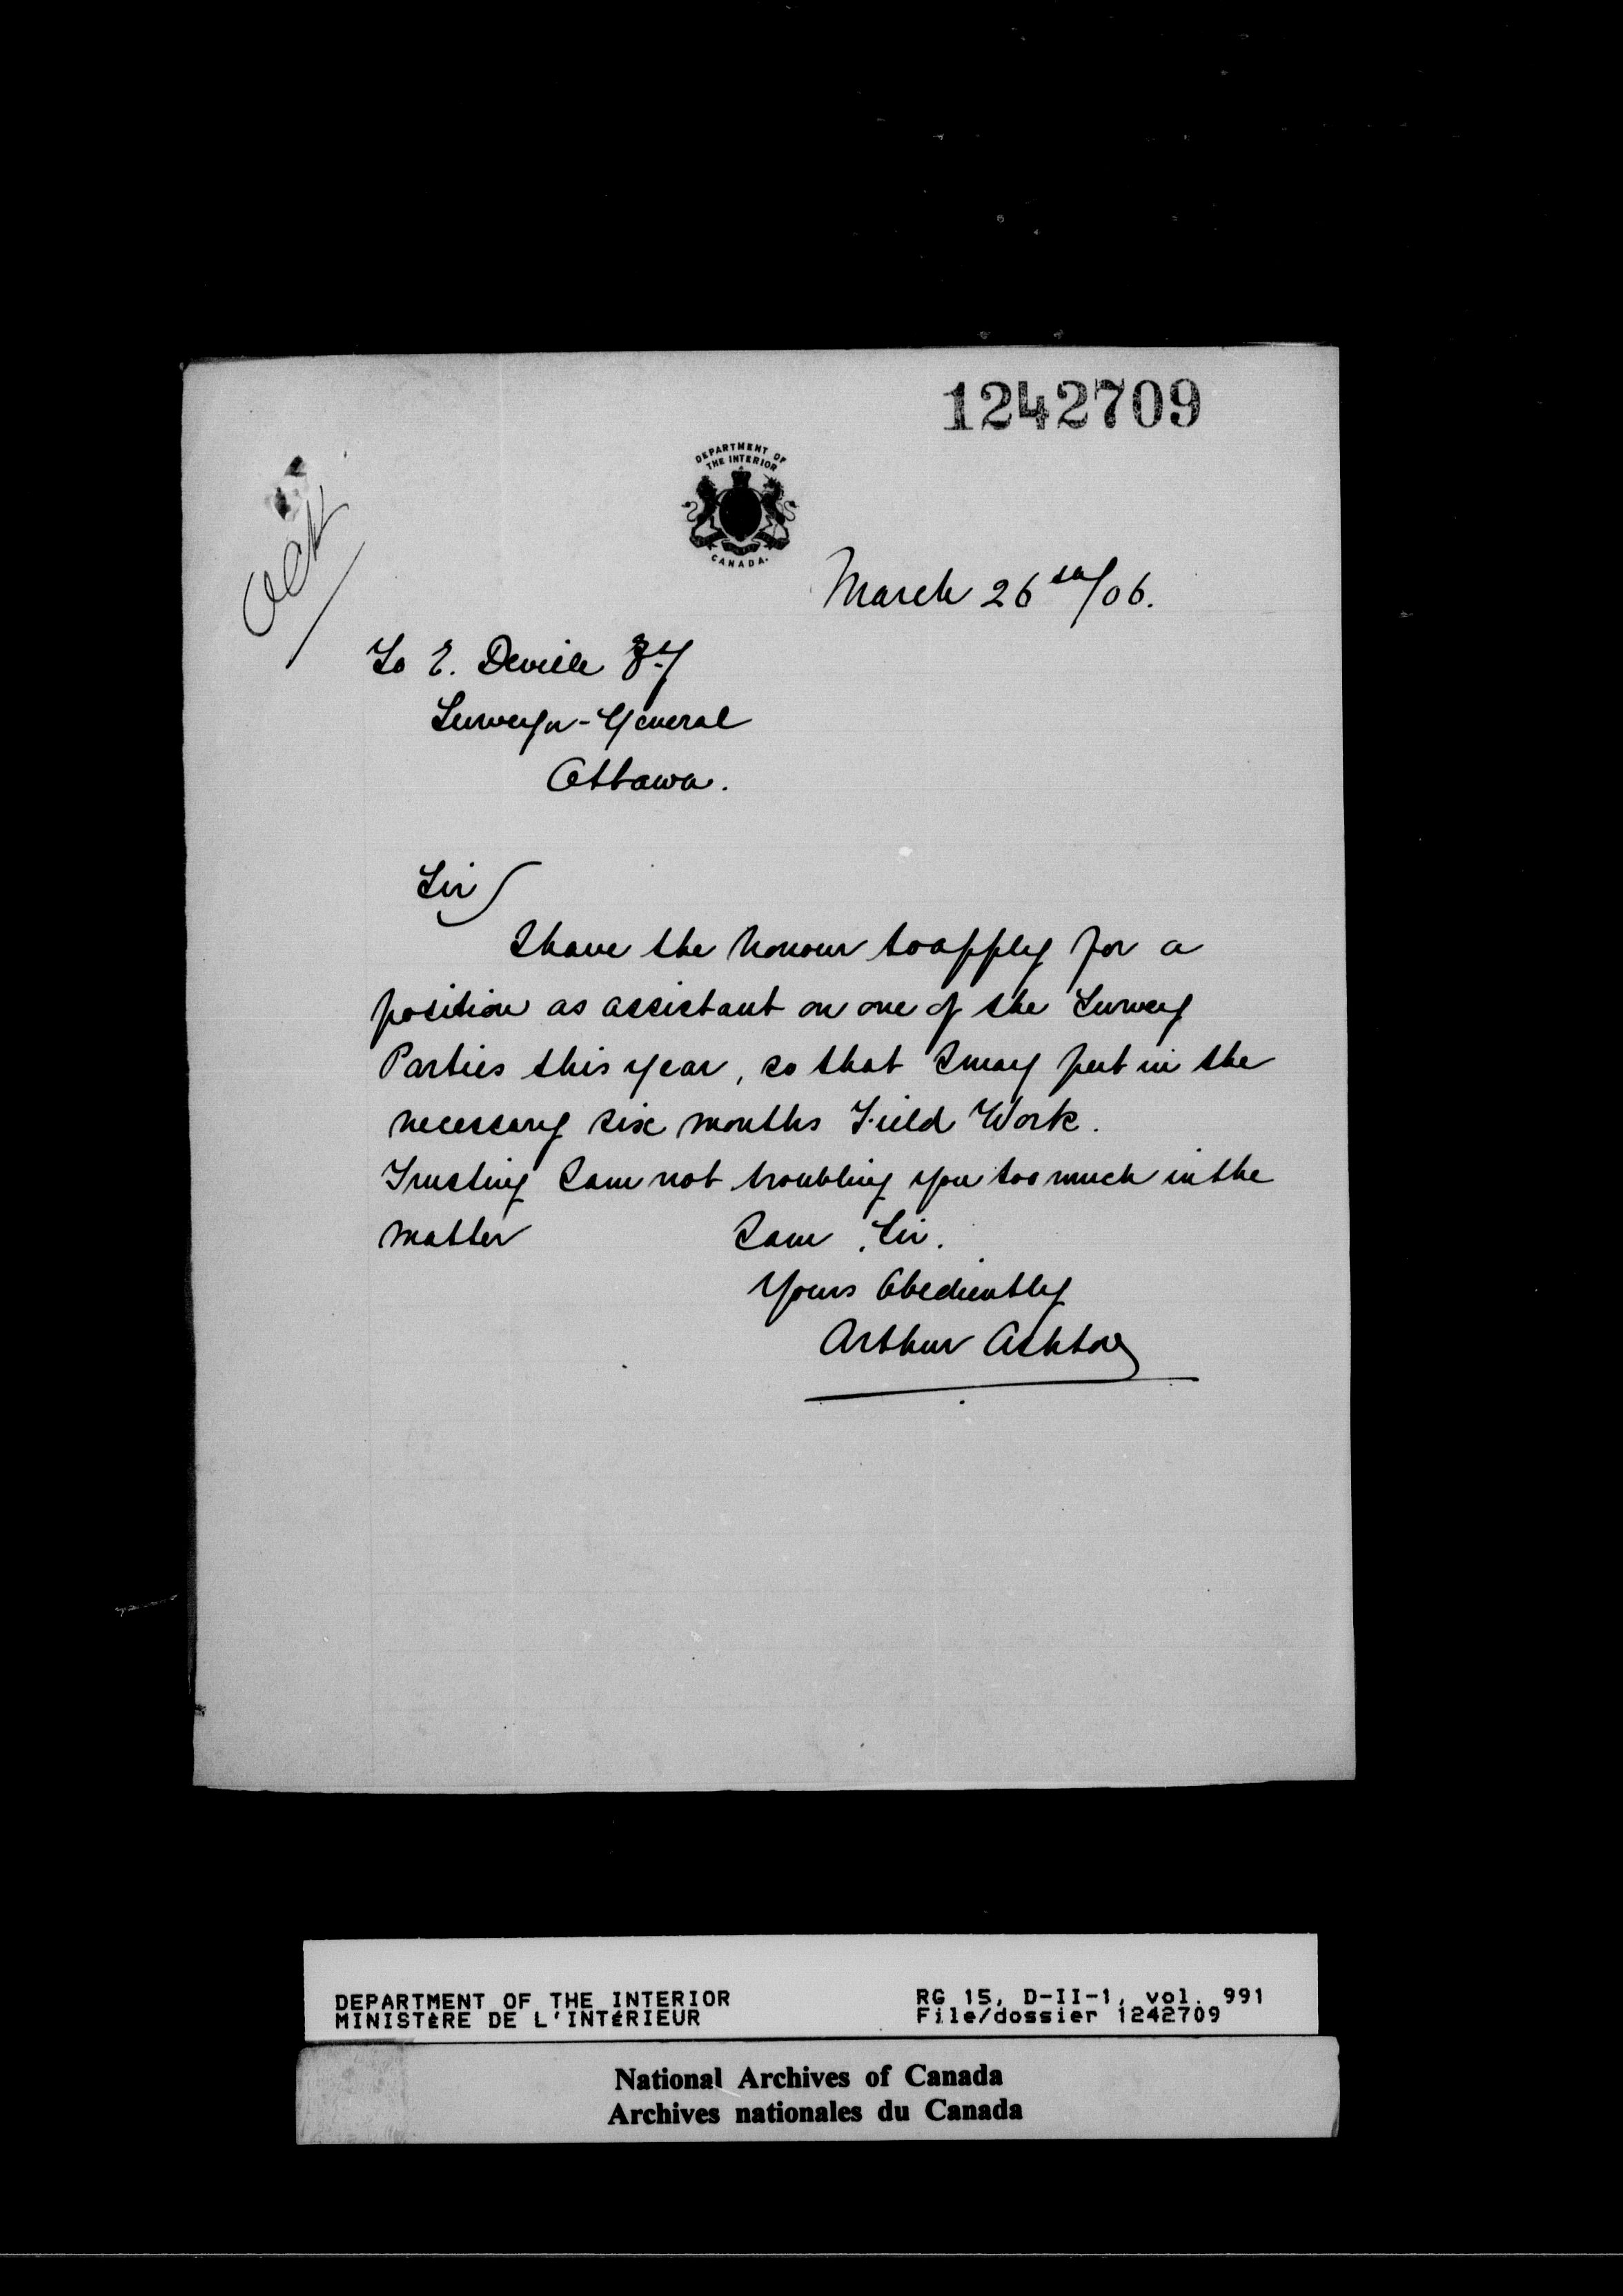 1242709
DEPARTMENT OF
THE INTERIOR
CANADA.
Ack
March 26th/06.
To E. Deville Esq
Surveyor-General
Ottawa.
Sir
I have the honour to apply for a
position as assistant on one of the Survey
Parties this year, so that I may put in the
necessary six months Field Work.
Trusting I am not troubling you too much in the
matter I am, Sir.
Yours Obediently
Arthur Ashton
DEPARTMENT OF THE INTERIOR RG 15, D-II-1, vol. 991
MINISTÈRE DE L'INTÉRIEUR File/dossier 1242709
National Archives of Canada
Archives nationales du Canada